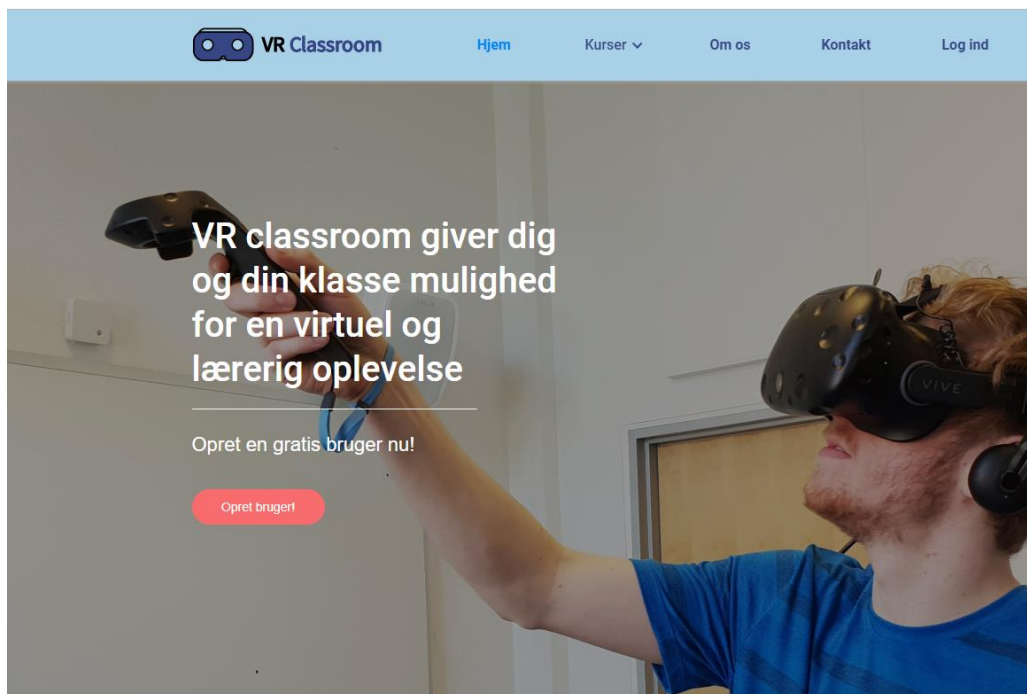 VR Classroom
Hjem
Kurser
Om os
Kontakt
Log ind
VR classroom giver dig
og din klasse mulighed
for en virtuel og
lærerig oplevelse
Opret en gratis bruger nu!
Opret bruger!
VIVE